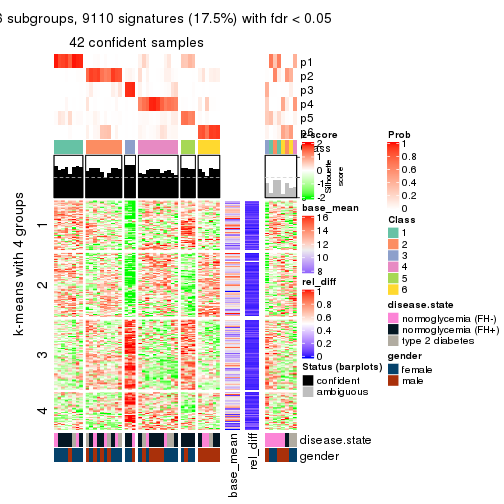 6 subgroups, 9110 signatures (17.5%) with fdr < 0.05
42 confident samples
p1
p2
p3
p4
p5
p6
z-score
2
1
0
-1
-2
Class
Silhouette
score
k-means with 4 groups
1
2
3
4
base_mean
16
14
12
10
8
rel_diff
1
0.8
0.6
0.4
0.2
0
Status (barplots)
confident
ambiguous
Prob
1
0.8
0.6
0.4
0.2
0
Class
1
2
3
4
5
6
disease.state
normoglycemia (FH-)
normoglycemia (FH+)
type 2 diabetes
gender
female
male
disease.state
gender
base_mean
rel_diff